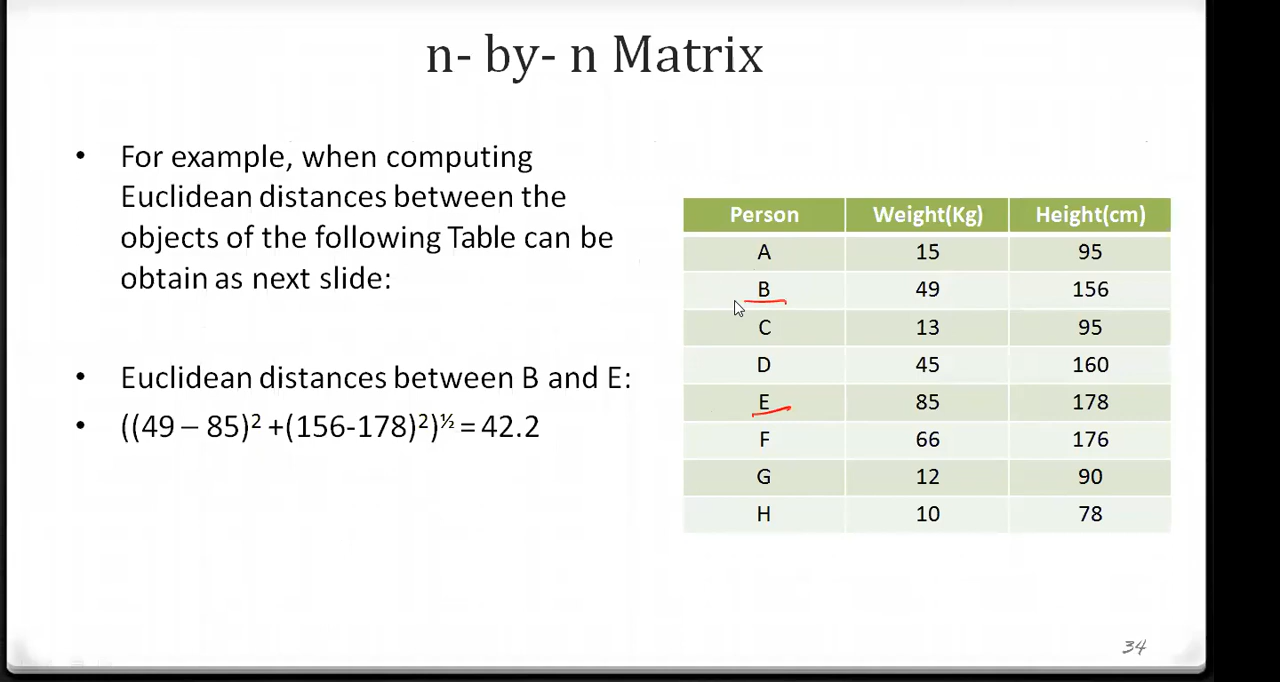 n- by- n Matrix
• For example, when computing
Euclidean distances between the
objects of the following Table can be
obtain as next slide:
• Euclidean distances between B and E:
• ((49 – 85)² +(156-178)²)^½ = 42.2
Person Weight(Kg) Height(cm)
A 15 95
B 49 156
C 13 95
D 45 160
E 85 178
F 66 176
G 12 90
H 10 78
34